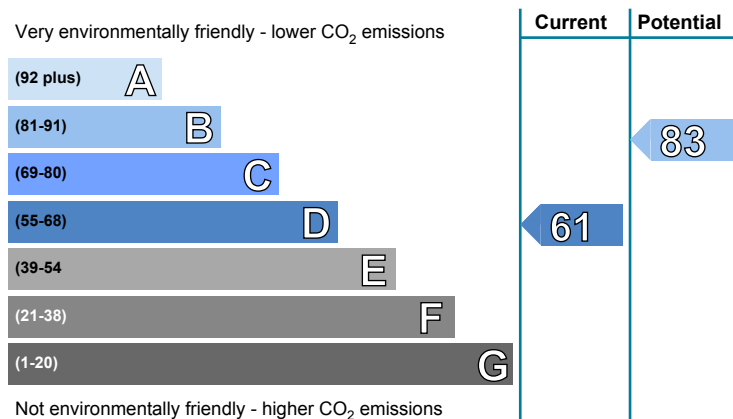 Very environmentally friendly - lower CO2 emissions
Current
Potential
(92 plus) A
(81-91) B
83
(69-80) C
(55-68) D
61
(39-54 E
(21-38) F
(1-20) G
Not environmentally friendly - higher CO2 emissions